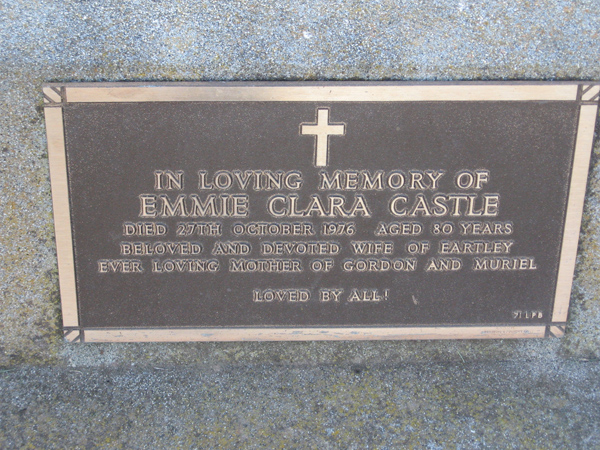 IN LOVING MEMORY OF
EMMIE CLARA CASTLE
DIED 27TH OCTOBER 1976 AGED 80 YEARS
BELOVED AND DEVOTED WIFE OF EARTLEY
EVER LOVING MOTHER OF GORDON AND MURIEL
LOVED BY ALL!